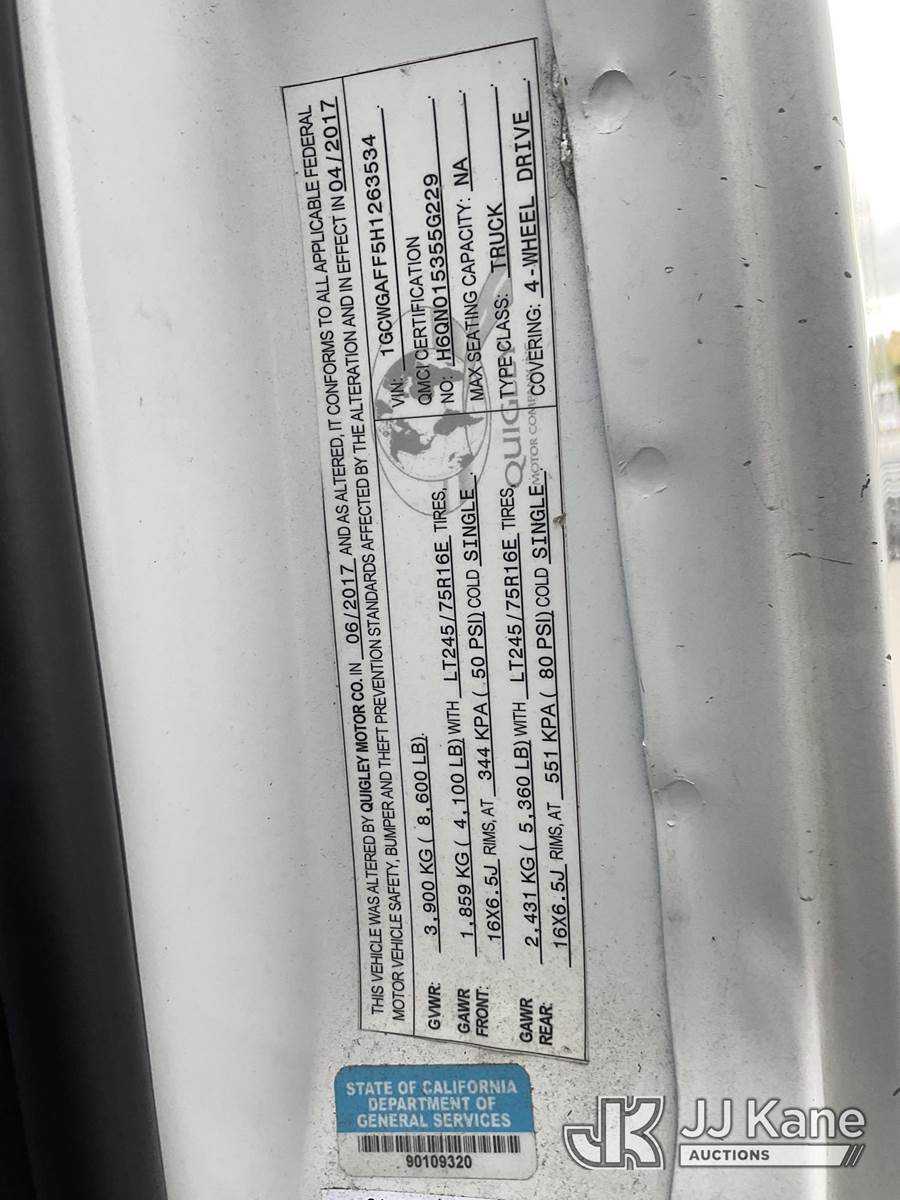 THIS VEHICLE WAS ALTERED BY QUIGLEY MOTOR CO. IN 06/2017 AND AS ALTERED, IT CONFORMS TO ALL APPLICABLE FEDERAL
MOTOR VEHICLE SAFETY, BUMPER AND THEFT PREVENTION STANDARDS AFFECTED BY THE ALTERATION AND IN EFFECT IN 04/2017
GVWR: 3,900 KG ( 8,600 LB).
GAWR
FRONT: 1,859 KG ( 4,100 LB) WITH LT245/75R16E TIRES,
16X6.5J RIMS, AT 344 KPA ( 50 PSI) COLD SINGLE.
GAWR
REAR: 2,431 KG ( 5,360 LB) WITH LT245/75R16E TIRES,
16X6.5J RIMS, AT 551 KPA ( 80 PSI) COLD SINGLE.
VIN: 1GCWGAFF5H1263534.
QMCI CERTIFICATION
NO: H6QN015355G229.
MAX SEATING CAPACITY: NA.
TYPE CLASS: TRUCK.
COVERING: 4-WHEEL DRIVE.
QUIGLEY
MOTOR COMPANY, INC
STATE OF CALIFORNIA
DEPARTMENT OF
GENERAL SERVICES
90109320
JK JJ Kane
AUCTIONS